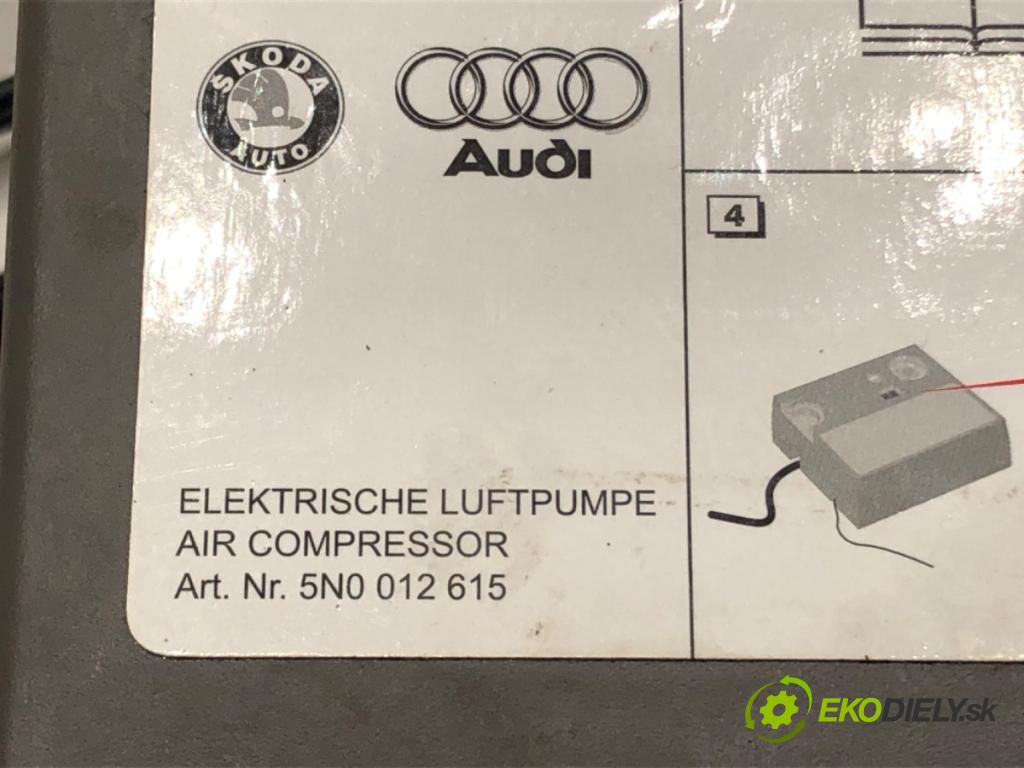 ŠKODA
AUTO
Audi
4
ELEKTRISCHE LUFTPUMPE
AIR COMPRESSOR
Art. Nr. 5N0 012 615
EKODIELY.sk